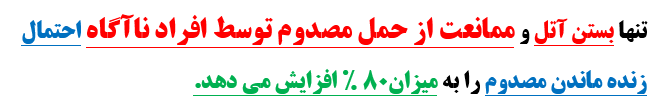 تنها بستن آتل و ممانعت از حمل مصدوم توسط افراد ناآگاه احتمال
زنده ماندن مصدوم را به میزان۸۰ % افزایش می دهد.